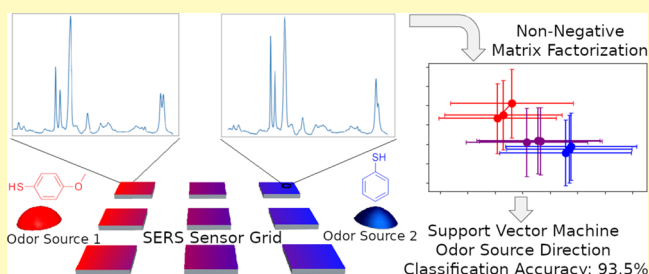 Non-Negative
Matrix Factorization
SH
HS
O
Odor Source 1
SERS Sensor Grid
Odor Source 2
Support Vector Machine
Odor Source Direction
Classification Accuracy: 93.5%